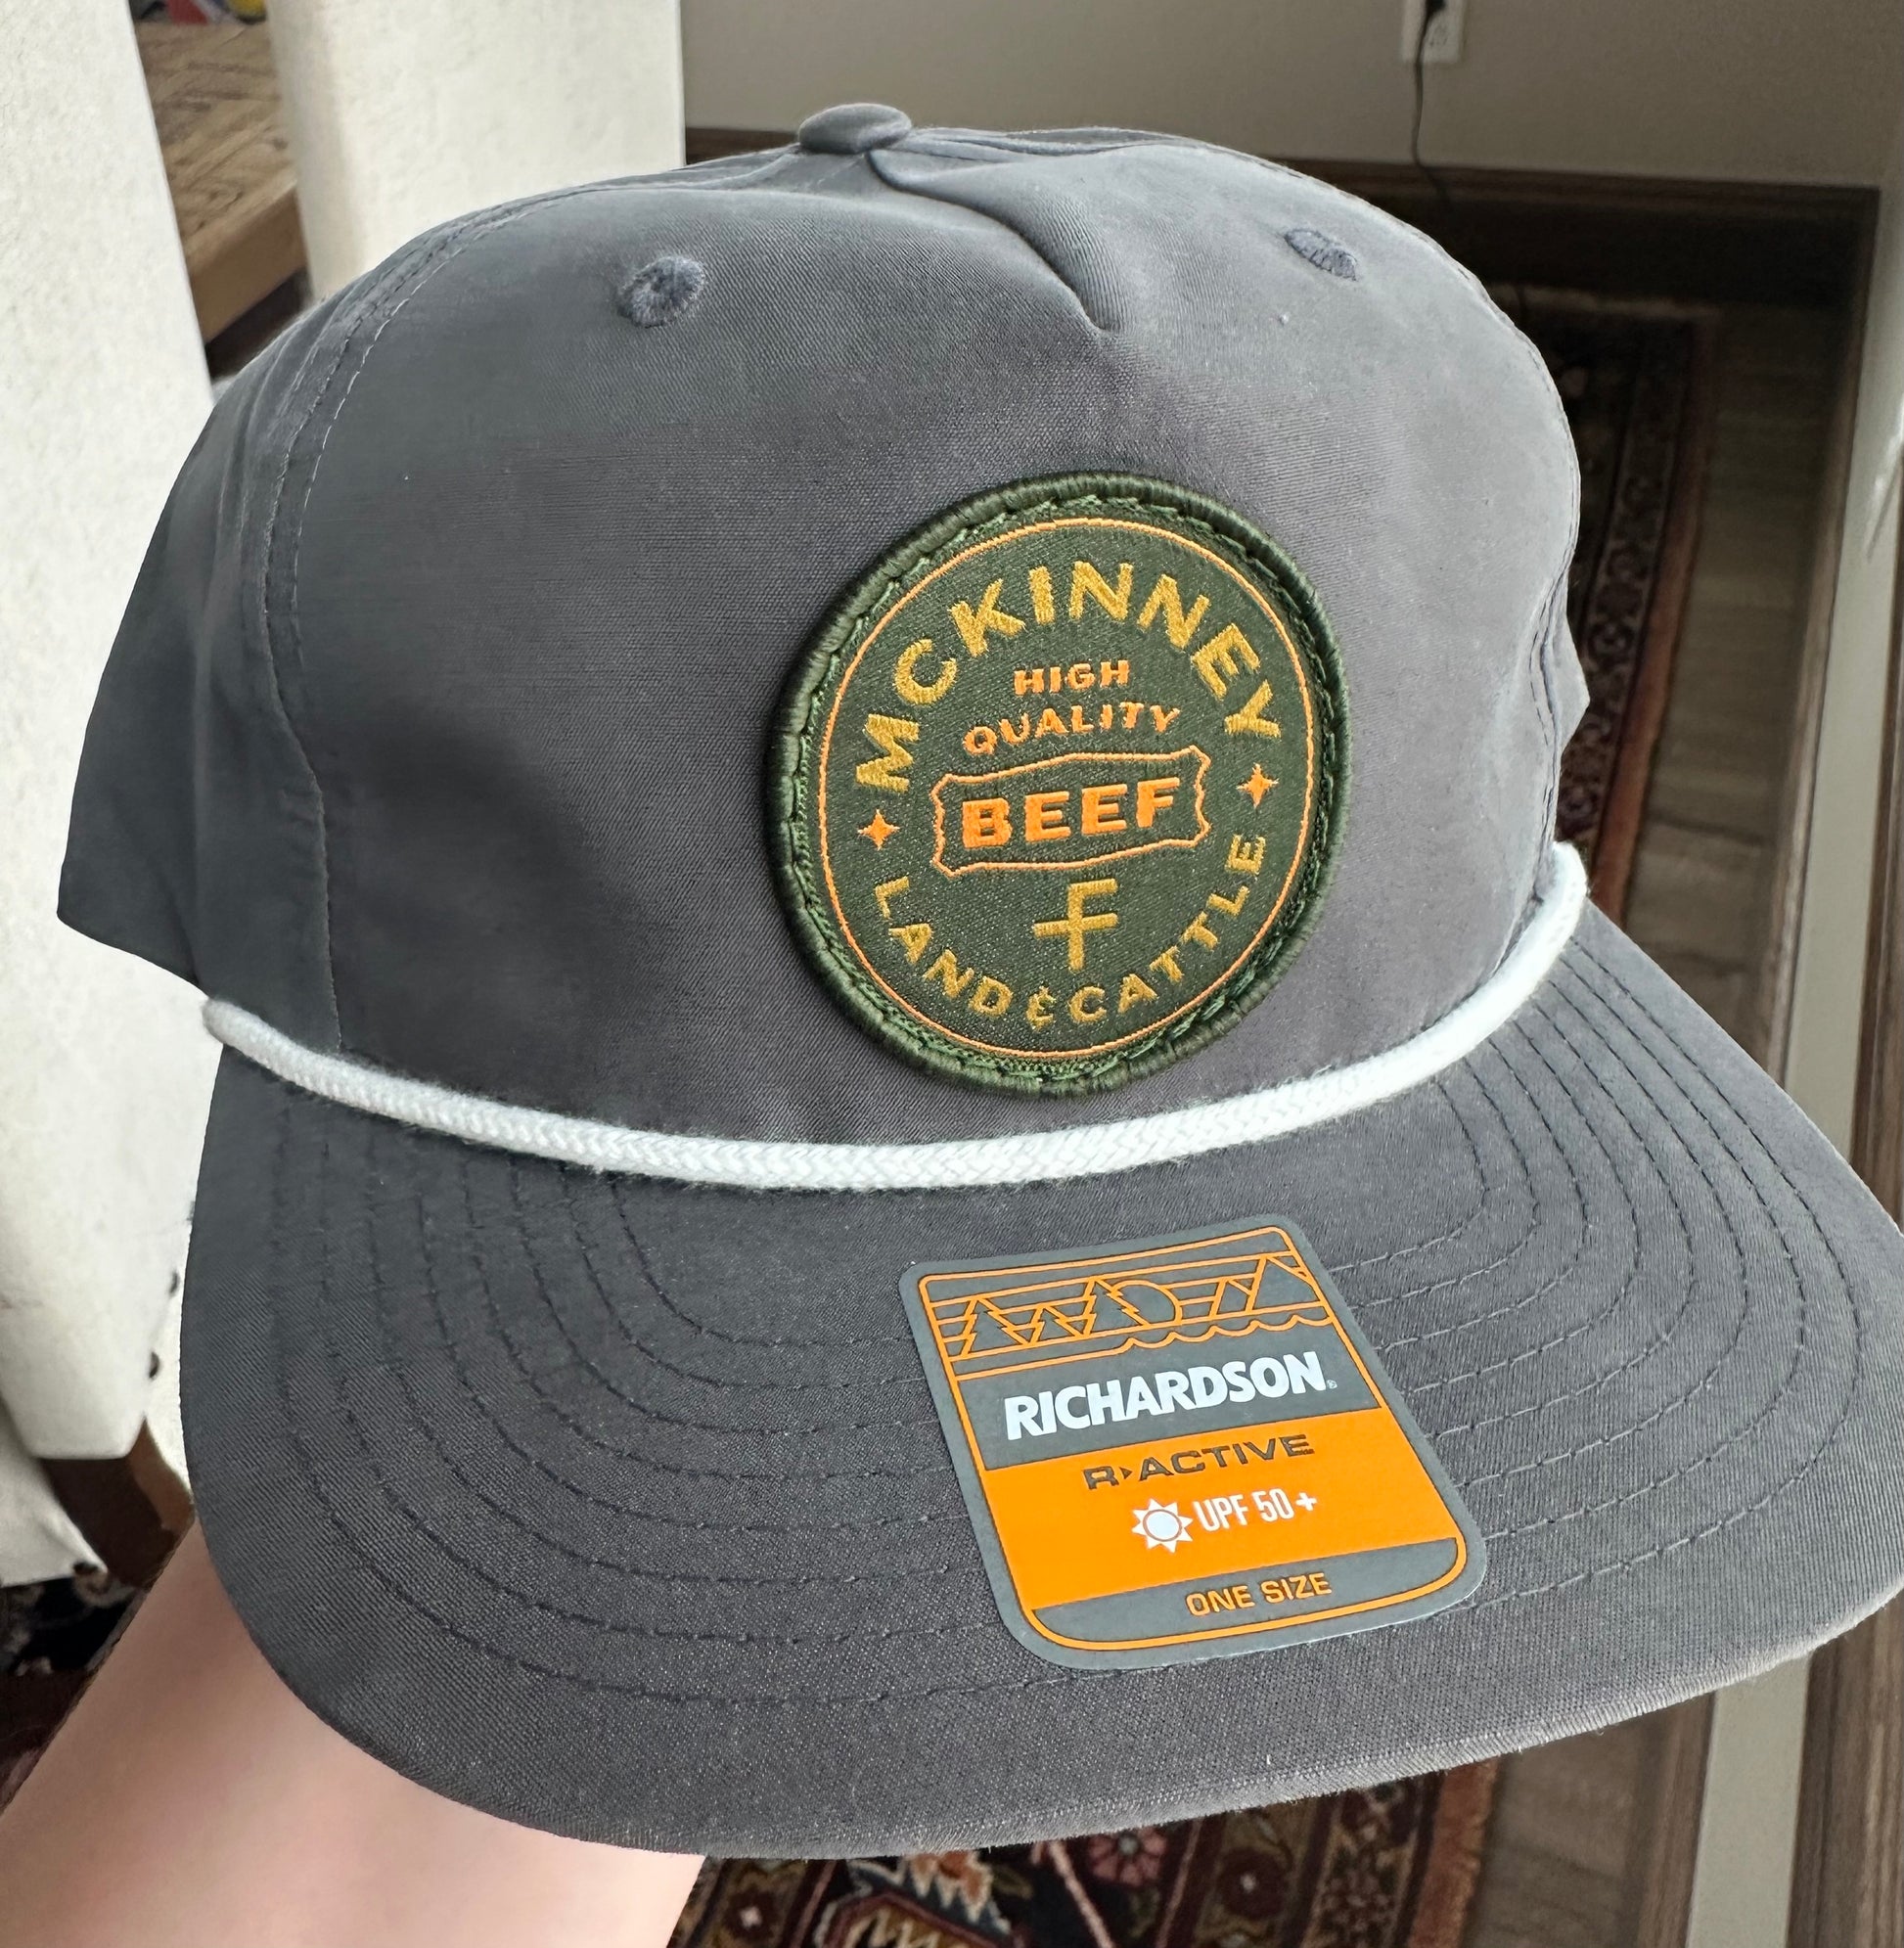 MCKINNEY
HIGH
QUALITY
BEEF
F
LAND & CATTLE
RICHARDSON®
R▸ACTIVE
UPF 50+
ONE SIZE